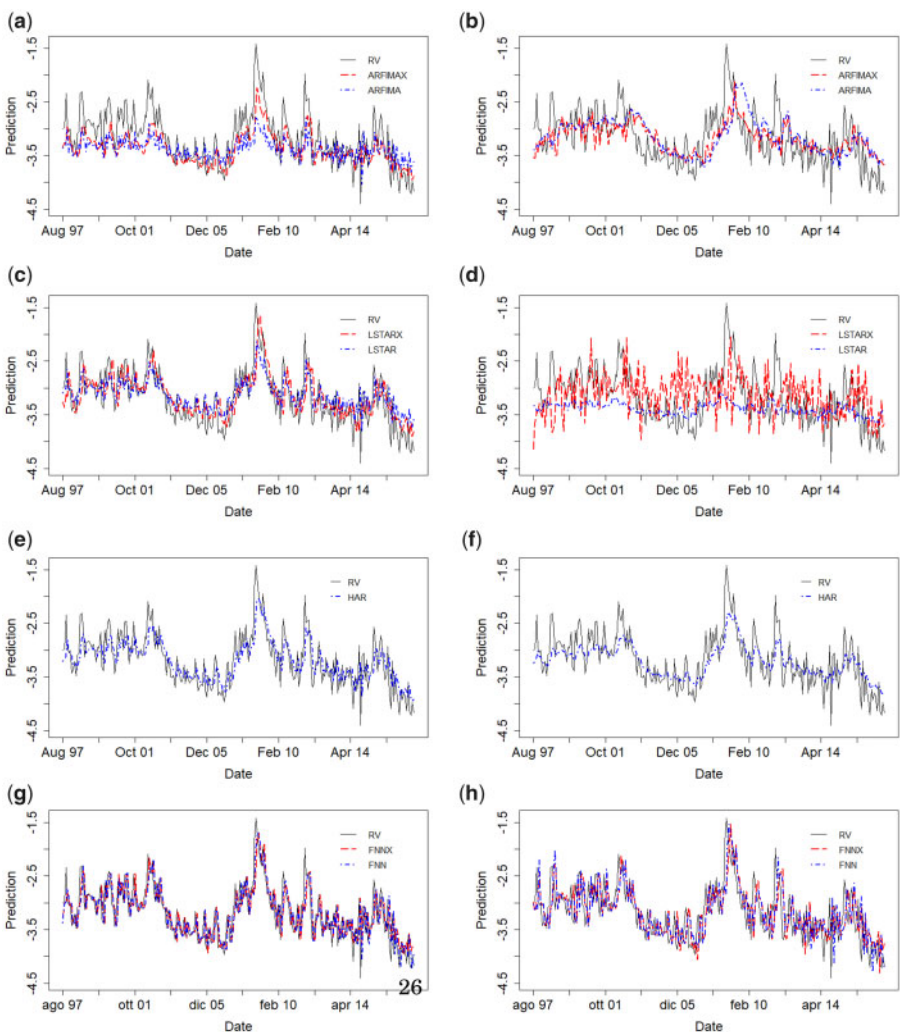 (a)
Prediction
-1.5
-2.5
-3.5
-4.5
RV
ARFIMAX
ARFIMA
Aug 97 Oct 01 Dec 05 Feb 10 Apr 14
Date
(b)
Prediction
-1.5
-2.5
-3.5
-4.5
RV
ARFIMAX
ARFIMA
Aug 97 Oct 01 Dec 05 Feb 10 Apr 14
Date
(c)
Prediction
-1.5
-2.5
-3.5
-4.5
RV
LSTARX
LSTAR
Aug 97 Oct 01 Dec 05 Feb 10 Apr 14
Date
(d)
Prediction
-1.5
-2.5
-3.5
-4.5
RV
LSTARX
LSTAR
Aug 97 Oct 01 Dec 05 Feb 10 Apr 14
Date
(e)
Prediction
-1.5
-2.5
-3.5
-4.5
RV
HAR
Aug 97 Oct 01 Dec 05 Feb 10 Apr 14
Date
(f)
Prediction
-1.5
-2.5
-3.5
-4.5
RV
HAR
Aug 97 Oct 01 Dec 05 Feb 10 Apr 14
Date
(g)
Prediction
-1.5
-2.5
-3.5
-4.5
RV
FNNX
FNN
ago 97 ott 01 dic 05 feb 10 apr 14
Date
26
(h)
Prediction
-1.5
-2.5
-3.5
-4.5
RV
FNNX
FNN
ago 97 ott 01 dic 05 feb 10 apr 14
Date